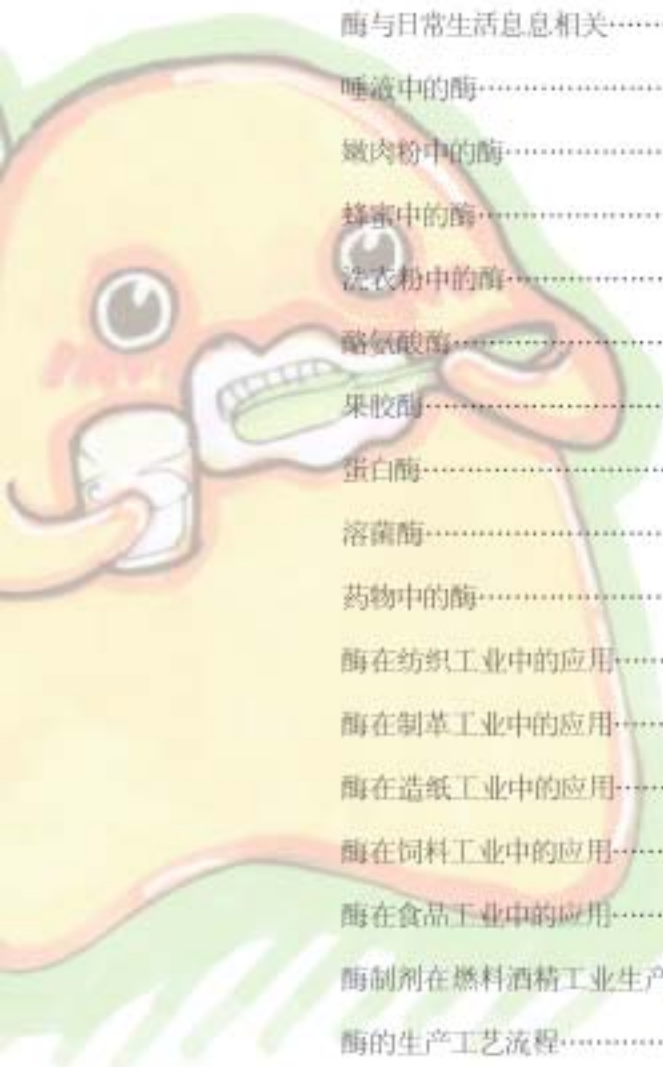 酶与日常生活息息相关……
唾液中的酶……
嫩肉粉中的酶……
蜂蜜中的酶……
洗衣粉中的酶……
酪氨酸酶……
果胶酶……
蛋白酶……
溶菌酶……
药物中的酶……
酶在纺织工业中的应用……
酶在制革工业中的应用……
酶在造纸工业中的应用……
酶在饲料工业中的应用……
酶在食品工业中的应用……
酶制剂在燃料酒精工业生产
酶的生产工艺流程……